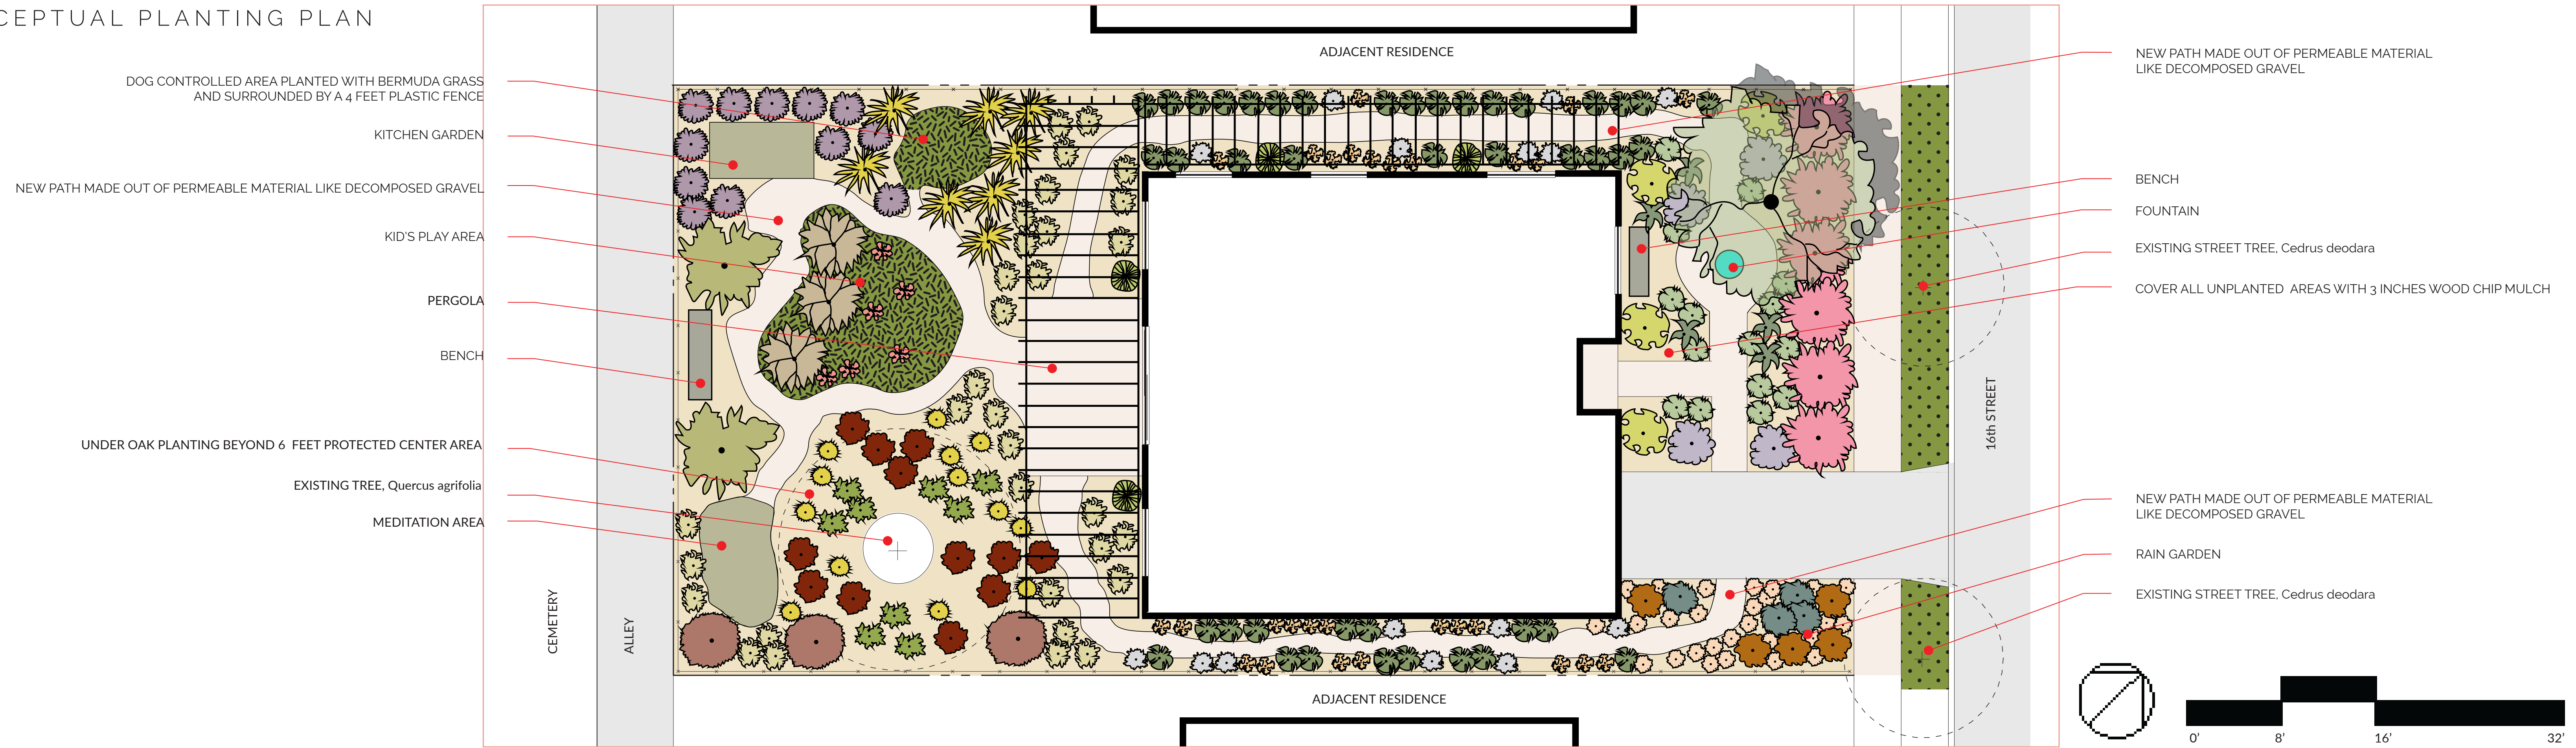 CEPTUAL PLANTING PLAN
DOG CONTROLLED AREA PLANTED WITH BERMUDA GRASS
AND SURROUNDED BY A 4 FEET PLASTIC FENCE
KITCHEN GARDEN
NEW PATH MADE OUT OF PERMEABLE MATERIAL LIKE DECOMPOSED GRAVEL
KID'S PLAY AREA
PERGOLA
BENCH
UNDER OAK PLANTING BEYOND 6 FEET PROTECTED CENTER AREA
EXISTING TREE, Quercus agrifolia
MEDITATION AREA
CEMETERY
ALLEY
ADJACENT RESIDENCE
ADJACENT RESIDENCE
16th STREET
NEW PATH MADE OUT OF PERMEABLE MATERIAL
LIKE DECOMPOSED GRAVEL
BENCH
FOUNTAIN
EXISTING STREET TREE, Cedrus deodara
COVER ALL UNPLANTED AREAS WITH 3 INCHES WOOD CHIP MULCH
NEW PATH MADE OUT OF PERMEABLE MATERIAL
LIKE DECOMPOSED GRAVEL
RAIN GARDEN
EXISTING STREET TREE, Cedrus deodara
0' 8' 16' 32'